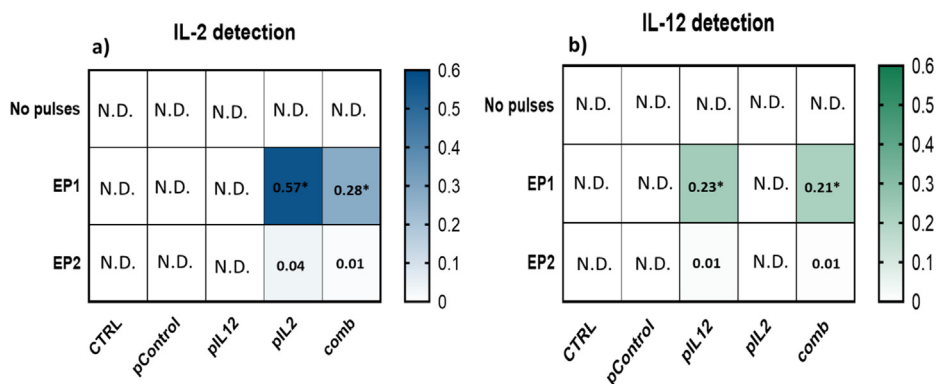 a) IL-2 detection
No pulses N.D. N.D. N.D. N.D. N.D.
EP1 N.D. N.D. N.D. 0.57* 0.28*
EP2 N.D. N.D. N.D. 0.04 0.01
CTRL pControl pIL12 pIL2 comb
0.6
0.5
0.4
0.3
0.2
0.1
0
b) IL-12 detection
No pulses N.D. N.D. N.D. N.D. N.D.
EP1 N.D. N.D. 0.23* N.D. 0.21*
EP2 N.D. N.D. 0.01 N.D. 0.01
CTRL pControl pIL12 pIL2 comb
0.6
0.5
0.4
0.3
0.2
0.1
0